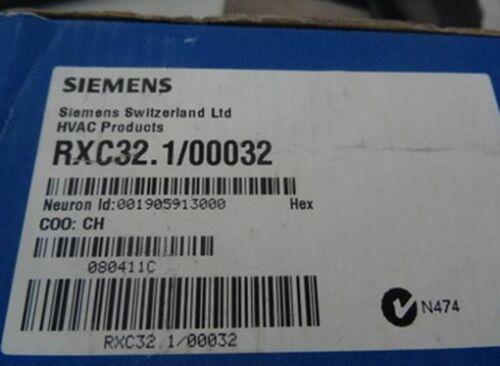 SIEMENS
Siemens Switzerland Ltd
HVAC Products
RXC32.1/00032
Neuron Id:001905913000 Hex
COO: CH
080411C
N474
RXC32.1/00032